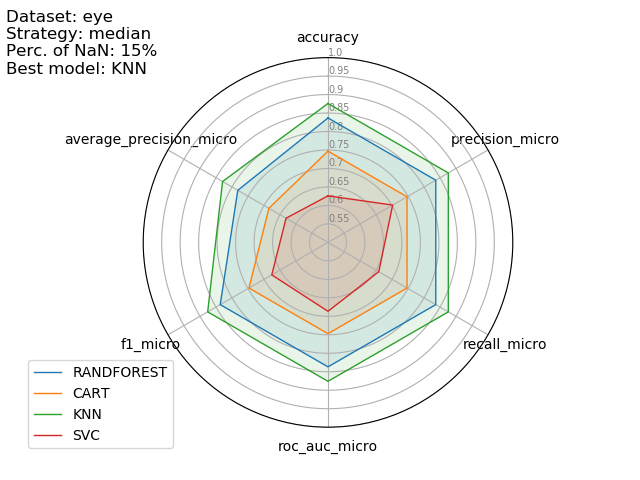 Dataset: eye
Strategy: median
Perc. of NaN: 15%
Best model: KNN
accuracy
1.0
0.95
0.9
0.85
0.8
0.75
0.7
0.65
0.6
0.55
average_precision_micro
precision_micro
f1_micro
recall_micro
roc_auc_micro
RANDFOREST
CART
KNN
SVC